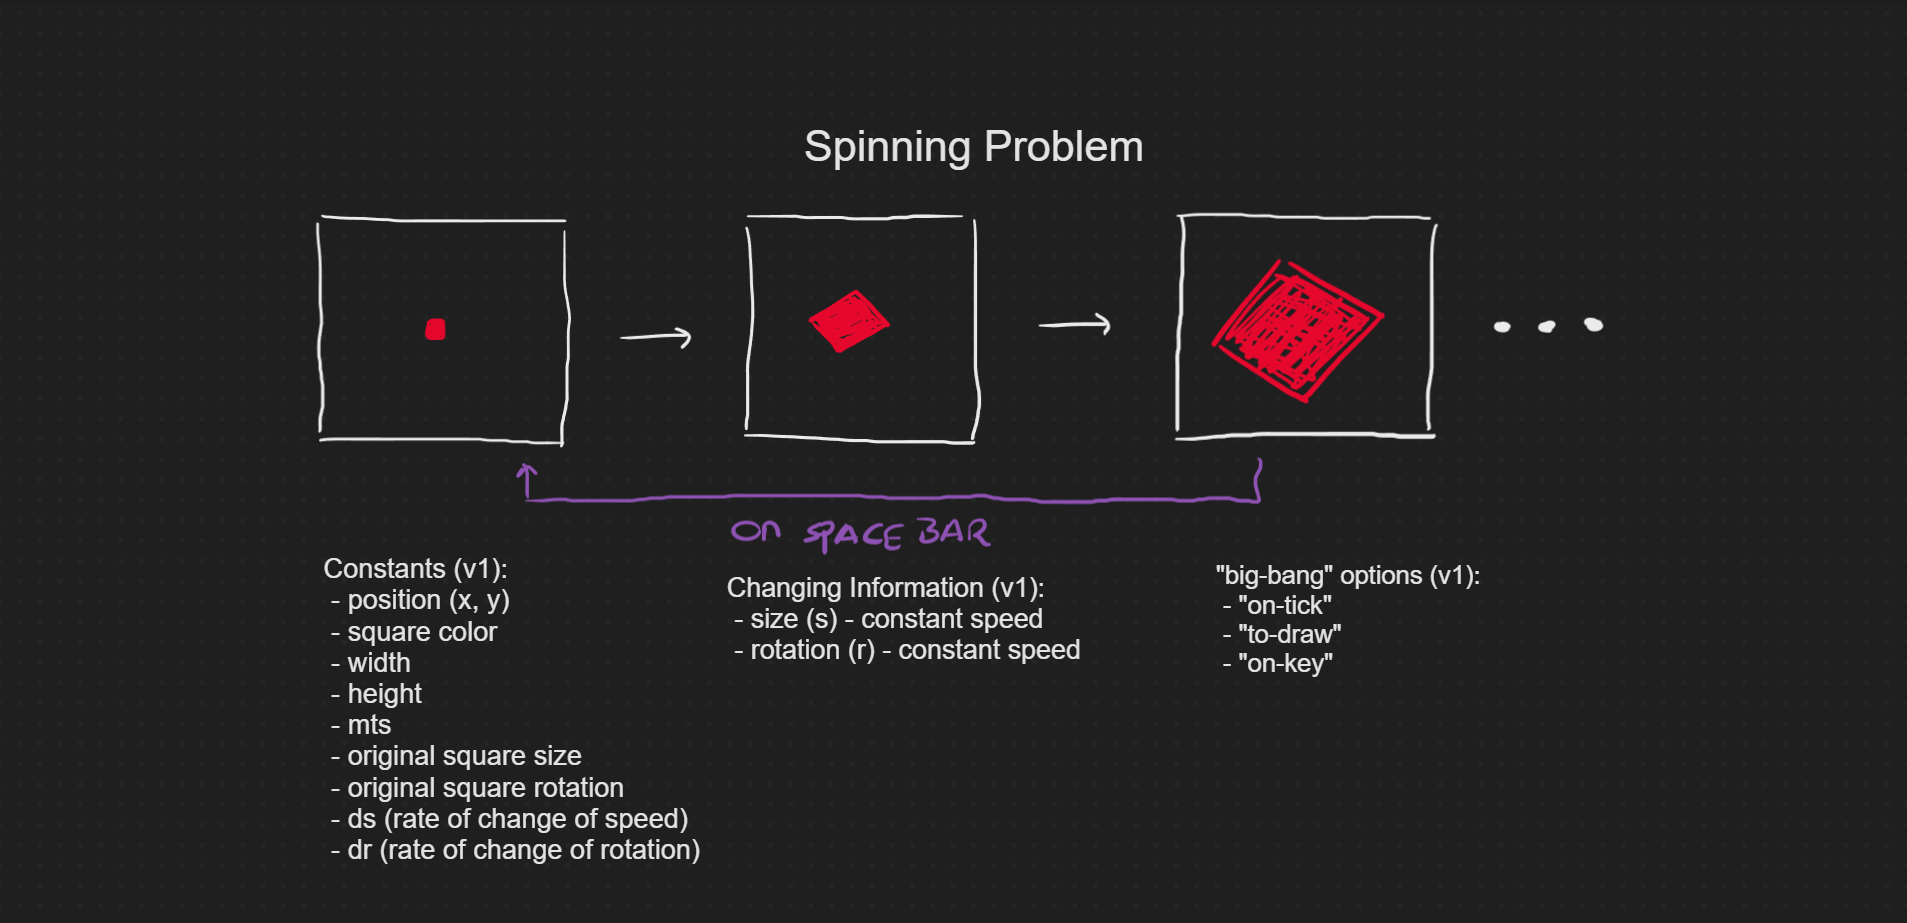 Spinning Problem
on SPACE BAR
Constants (v1):
- position (x, y)
- square color
- width
- height
- mts
- original square size
- original square rotation
- ds (rate of change of speed)
- dr (rate of change of rotation)
Changing Information (v1):
- size (s) - constant speed
- rotation (r) - constant speed
"big-bang" options (v1):
- "on-tick"
- "to-draw"
- "on-key"